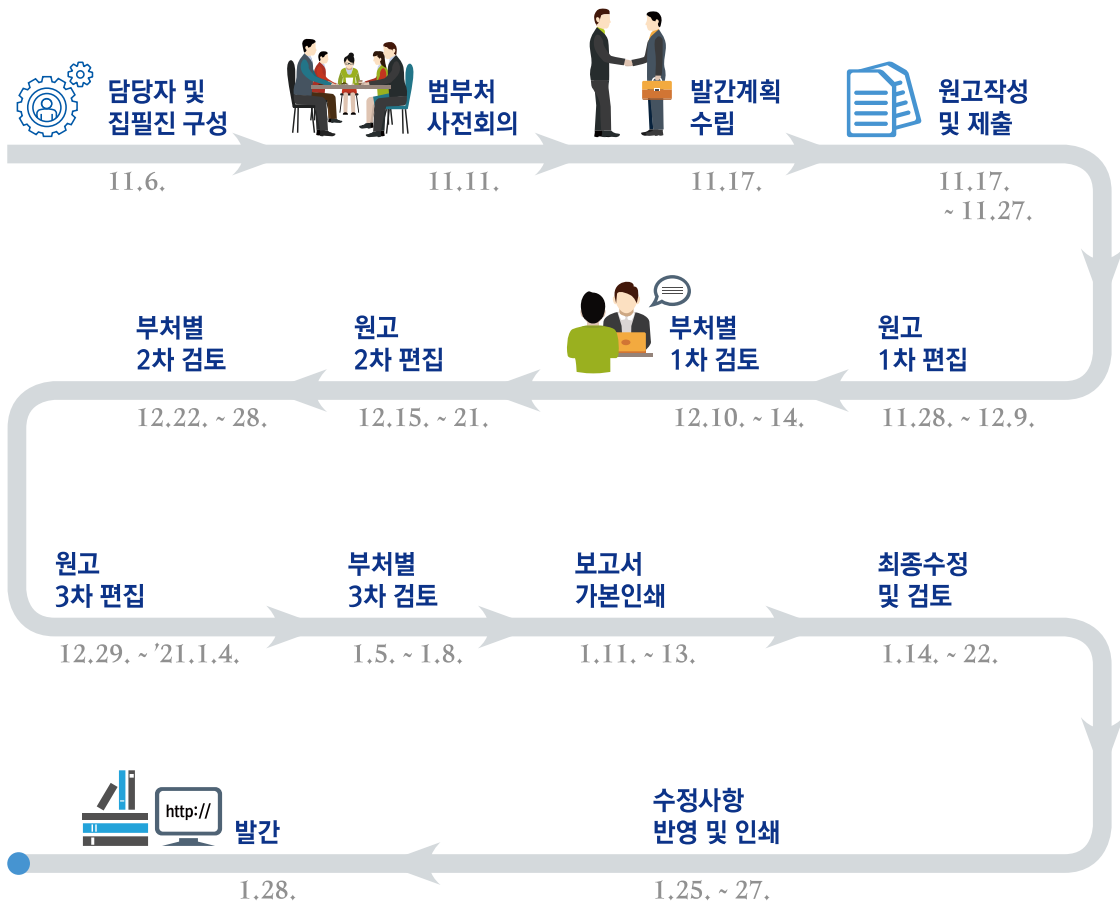 담당자 및
집필진 구성
11.6.
범부처
사전회의
11.11.
발간계획
수립
11.17.
원고작성
및 제출
11.17.
~ 11.27.
원고
1차 편집
11.28. ~ 12.9.
부처별
1차 검토
12.10. ~ 14.
원고
2차 편집
12.15. ~ 21.
부처별
2차 검토
12.22. ~ 28.
원고
3차 편집
12.29. ~ '21.1.4.
부처별
3차 검토
1.5. ~ 1.8.
보고서
가본인쇄
1.11. ~ 13.
최종수정
및 검토
1.14. ~ 22.
수정사항
반영 및 인쇄
1.25. ~ 27.
http://
발간
1.28.